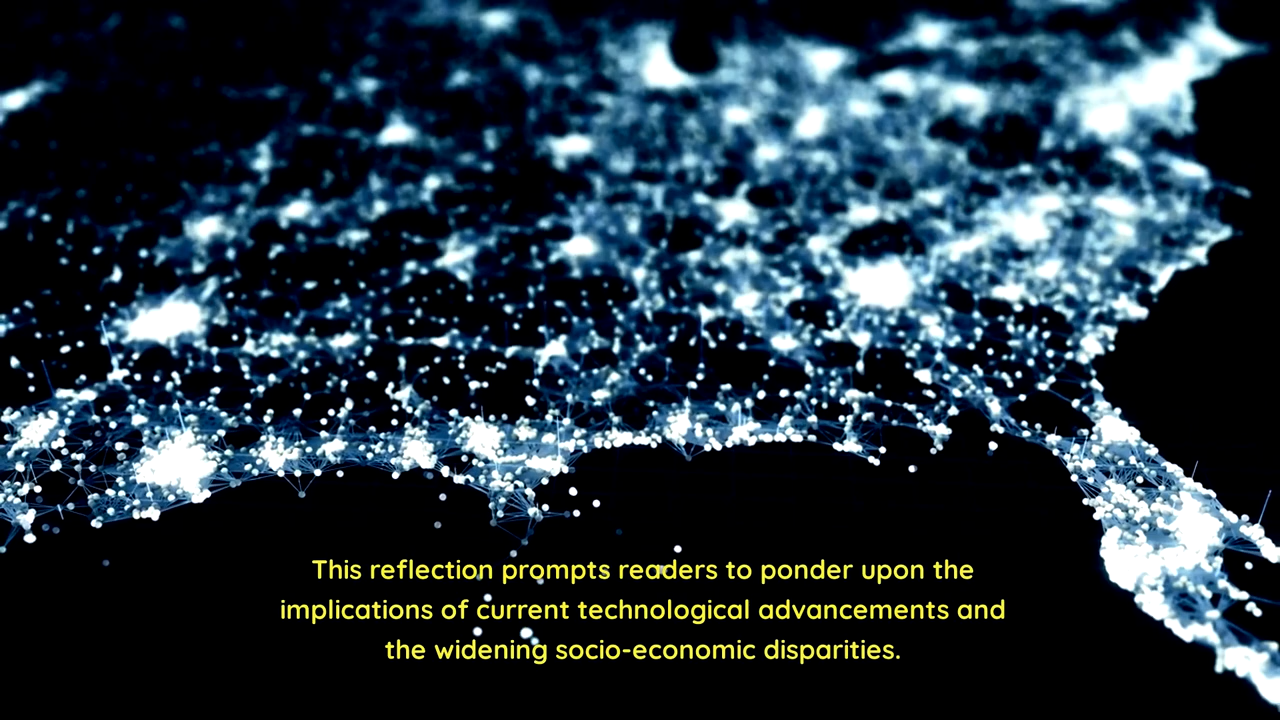 This reflection prompts readers to ponder upon the
implications of current technological advancements and
the widening socio-economic disparities.